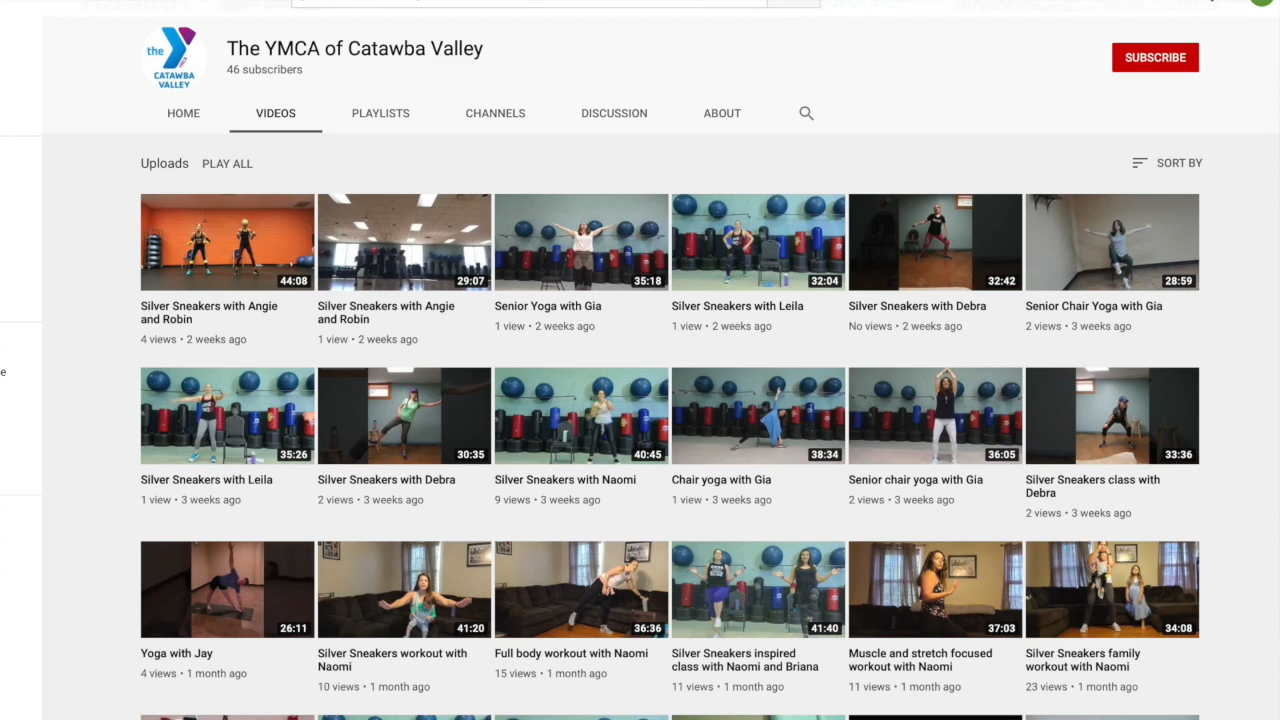 the
CATAWBA
VALLEY
The YMCA of Catawba Valley
46 subscribers
SUBSCRIBE
HOME
VIDEOS
PLAYLISTS
CHANNELS
DISCUSSION
ABOUT
Uploads
PLAY ALL
SORT BY
44:08
29:07
35:18
32:04
32:42
28:59
Silver Sneakers with Angie
and Robin
4 views • 2 weeks ago
Silver Sneakers with Angie
and Robin
1 view • 2 weeks ago
Senior Yoga with Gia
1 view • 2 weeks ago
Silver Sneakers with Leila
1 view • 2 weeks ago
Silver Sneakers with Debra
No views • 2 weeks ago
Senior Chair Yoga with Gia
2 views • 3 weeks ago
e
35:26
30:35
40:45
38:34
36:05
33:36
Silver Sneakers with Leila
1 view • 3 weeks ago
Silver Sneakers with Debra
2 views • 3 weeks ago
Silver Sneakers with Naomi
9 views • 3 weeks ago
Chair yoga with Gia
1 view • 3 weeks ago
Senior chair yoga with Gia
2 views • 3 weeks ago
Silver Sneakers class with
Debra
2 views • 3 weeks ago
26:11
41:20
36:36
41:40
37:03
34:08
Yoga with Jay
4 views • 1 month ago
Silver Sneakers workout with
Naomi
10 views • 1 month ago
Full body workout with Naomi
15 views • 1 month ago
Silver Sneakers inspired
class with Naomi and Briana
11 views • 1 month ago
Muscle and stretch focused
workout with Naomi
11 views • 1 month ago
Silver Sneakers family
workout with Naomi
23 views • 1 month ago